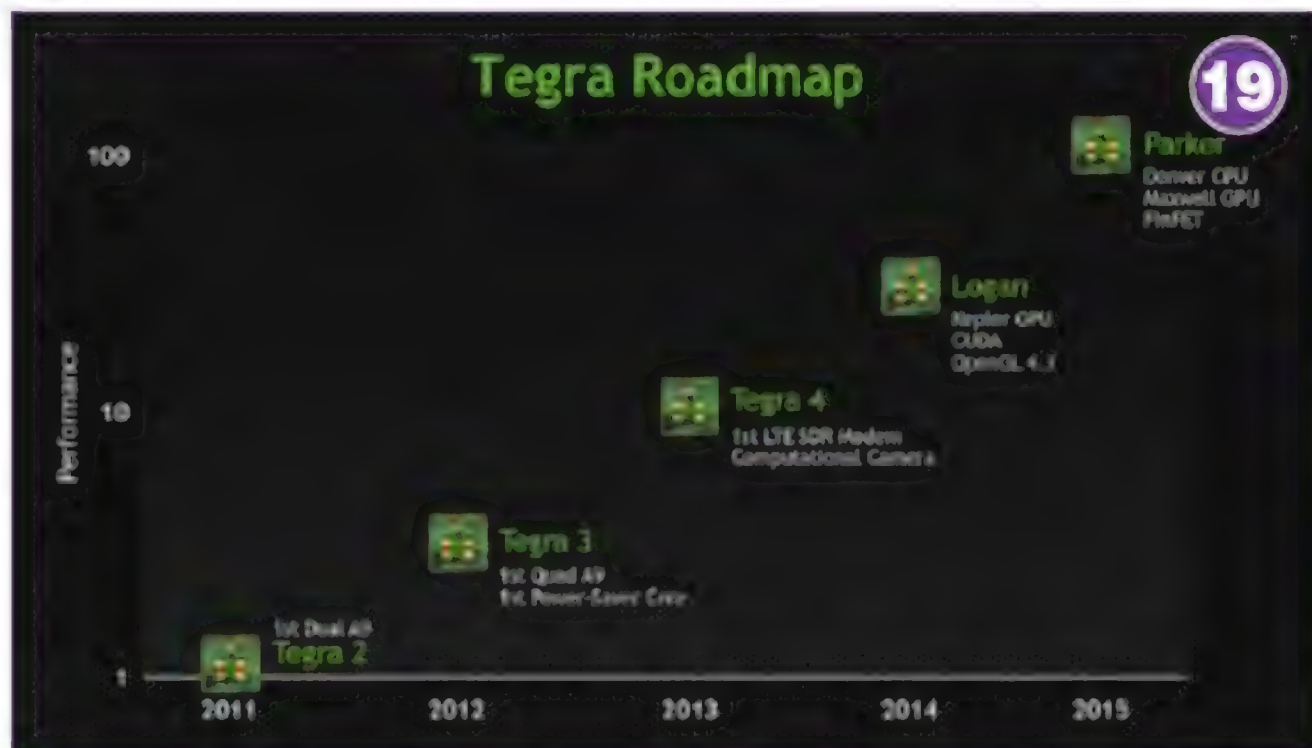 Tegra Roadmap
19
100
Parker
Denver CPU
Maxwell GPU
FinFET
Logan
Kepler GPU
CUDA
OpenGL 4.3
Performance
10
Tegra 4
1st LTE SDR Modem
Computational Camera
Tegra 3
1st Quad A9
1st Power-Saver Core
1st Dual A9
Tegra 2
1
2011 2012 2013 2014 2015